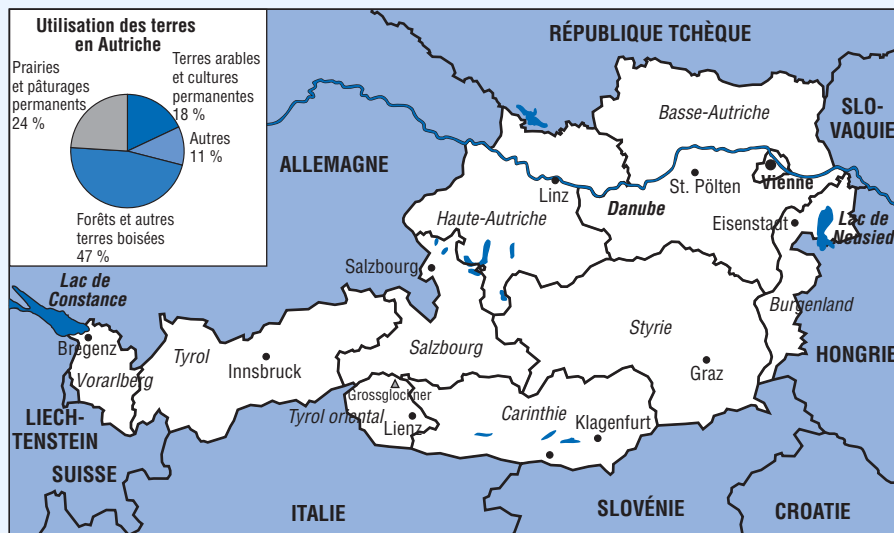 Utilisation des terres
en Autriche
Prairies
et pâturages
permanents
24 %
Terres arables
et cultures
permanentes
18 %
Autres
11 %
Forêts et autres
terres boisées
47 %
RÉPUBLIQUE TCHÈQUE
SLO-
VAQUIE
ALLEMAGNE
Basse-Autriche
Linz
St. Pölten
Vienne
Danube
Haute-Autriche
Eisenstadt
Lac de
Neusied
Salzbourg
Lac de
Constance
Bregenz
Tyrol
Innsbruck
Vorarlberg
Salzbourg
Styrie
Burgenland
Graz
HONGRIE
Grossglockner
Tyrol oriental
Lienz
Carinthie
Klagenfurt
LIECH-
TENSTEIN
SUISSE
ITALIE
SLOVÉNIE
CROATIE